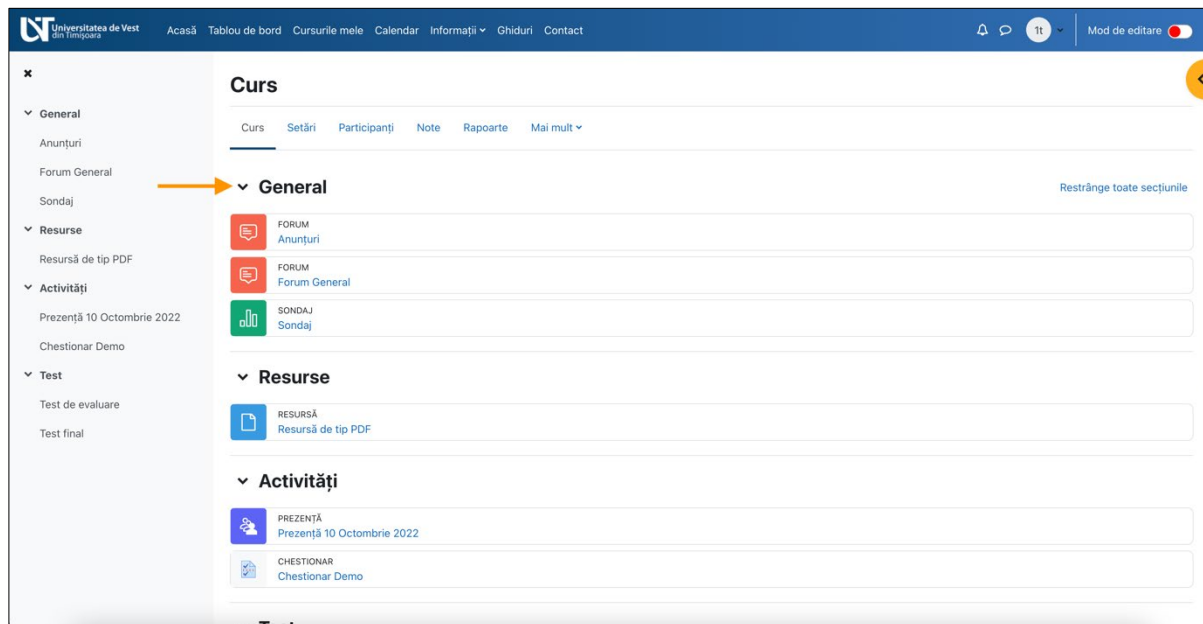 Universitatea de Vest
din Timișoara
Acasă Tablou de bord Cursurile mele Calendar Informații Ghiduri Contact
1t
Mod de editare
General
Anunțuri
Forum General
Sondaj
Resurse
Resursă de tip PDF
Activități
Prezență 10 Octombrie 2022
Chestionar Demo
Test
Test de evaluare
Test final
Curs
Curs Setări Participanți Note Rapoarte Mai mult
General
Restrânge toate secțiunile
FORUM
Anunțuri
FORUM
Forum General
SONDAJ
Sondaj
Resurse
RESURSĂ
Resursă de tip PDF
Activități
PREZENȚĂ
Prezență 10 Octombrie 2022
CHESTIONAR
Chestionar Demo